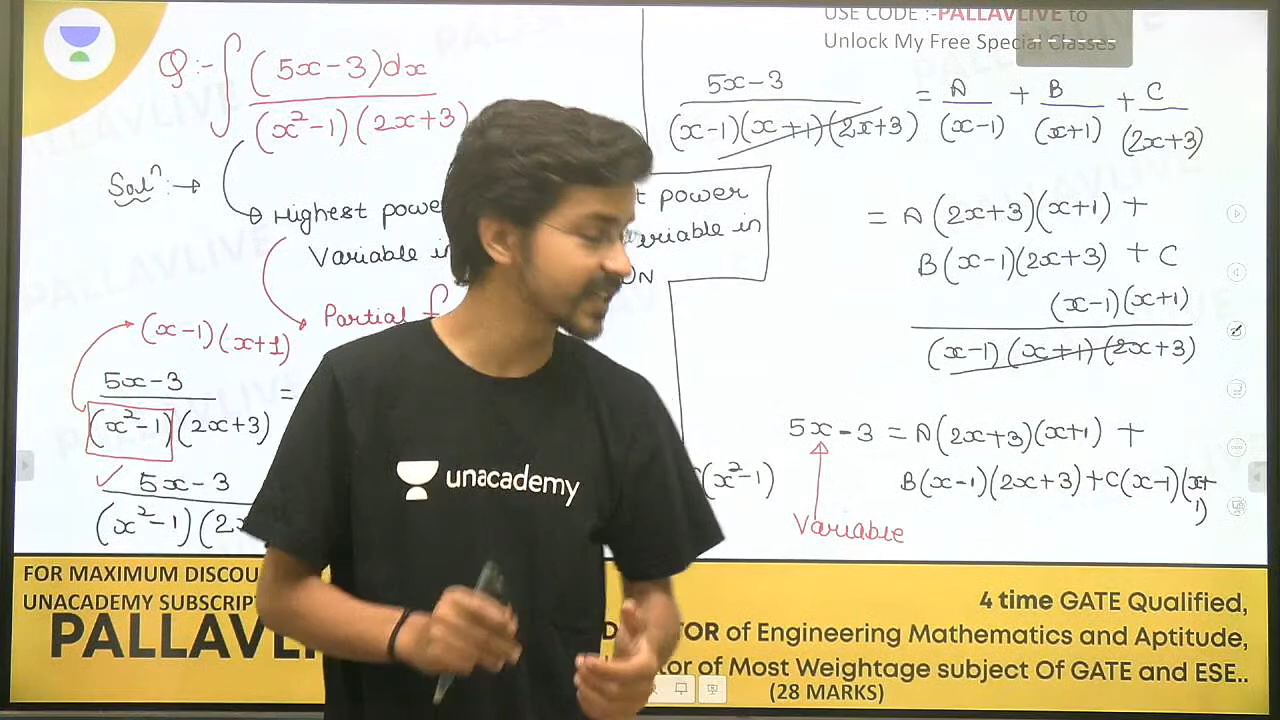 Q:- ∫ (5x-3)dx
(x²-1)(2x+3)
Solⁿ:→
Highest power
Variable in
Partial f
(x-1)(x+1)
5x-3
(x²-1)(2x+3)
=
✓ 5x-3
(x²-1)(2x
USE CODE :-PALLAVLIVE to
Unlock My Free Special Classes
5x-3
(x-1)(x+1)(2x+3)
= A/(x-1) + B/(x+1) + C/(2x+3)
t power
variable in
ON
= A(2x+3)(x+1) +
B(x-1)(2x+3) + C
(x-1)(x+1)
(x-1)(x+1)(2x+3)
5x-3 = A(2x+3)(x+1) +
B(x-1)(2x+3)+C(x-1)(x+1)
(x²-1)
Variable
unacademy
FOR MAXIMUM DISCOU
UNACADEMY SUBSCRIPT
PALLAVL
4 time GATE Qualified,
TOR of Engineering Mathematics and Aptitude,
tor of Most Weightage subject Of GATE and ESE..
(28 MARKS)